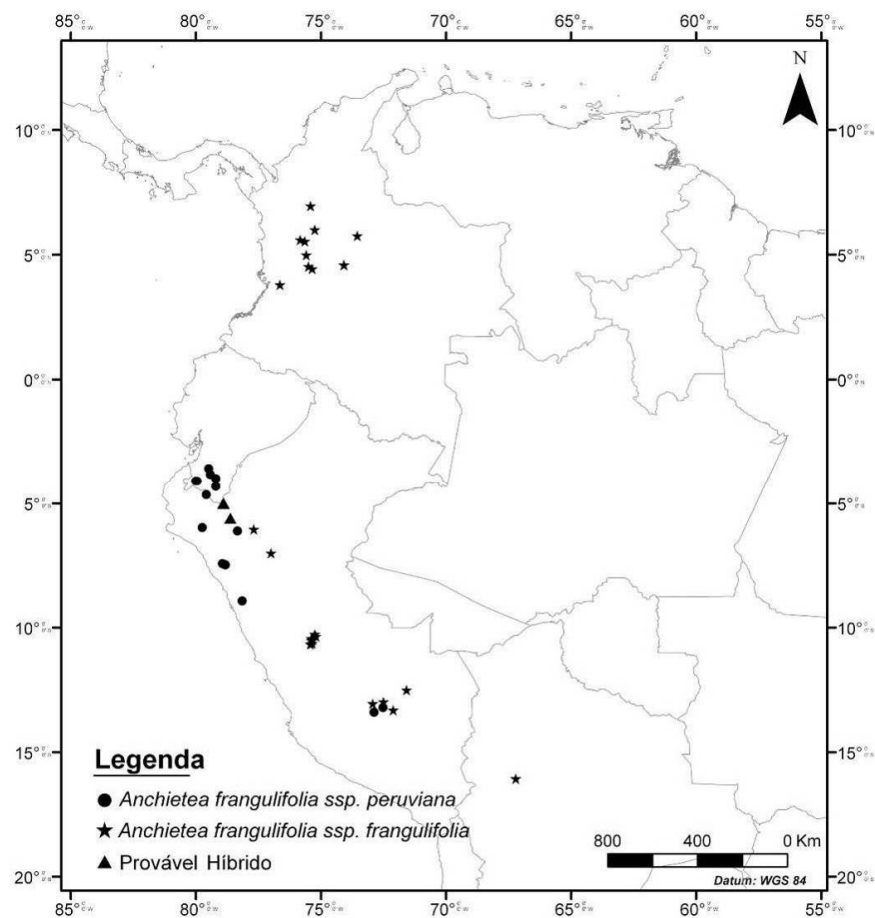 85° 80° 75° 70° 65° 60° 55°
N
10° 10°
5° 5°
0° 0°
5° 5°
10° 10°
15° 15°
20° 20°
Legenda
Anchietea frangulifolia ssp. peruviana
Anchietea frangulifolia ssp. frangulifolia
Provável Híbrido
800 400 0 Km
Datum: WGS 84
85° 80° 75° 70° 65° 60° 55°